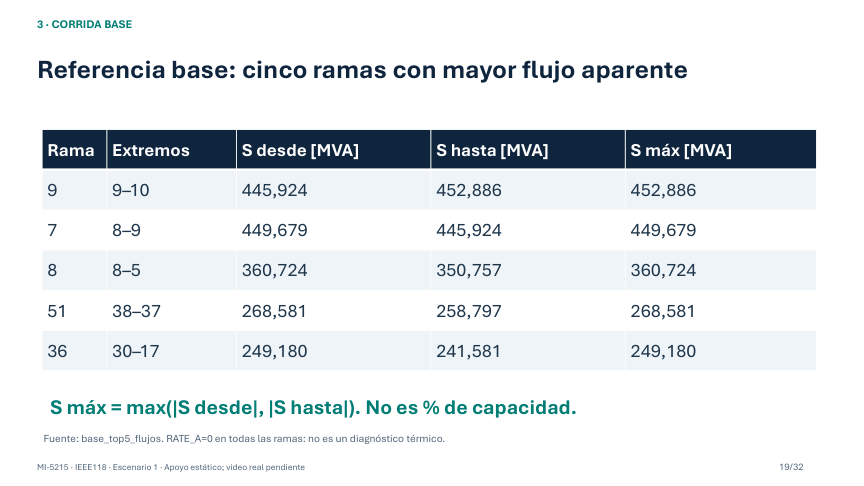 3 · CORRIDA BASE
Referencia base: cinco ramas con mayor flujo aparente
Rama Extremos S desde [MVA] S hasta [MVA] S máx [MVA]
9 9–10 445,924 452,886 452,886
7 8–9 449,679 445,924 449,679
8 8–5 360,724 350,757 360,724
51 38–37 268,581 258,797 268,581
36 30–17 249,180 241,581 249,180
S máx = max(|S desde|, |S hasta|). No es % de capacidad.
Fuente: base_top5_flujos. RATE_A=0 en todas las ramas: no es un diagnóstico térmico.
MI-5215 · IEEE118 · Escenario 1 · Apoyo estático; video real pendiente 19/32